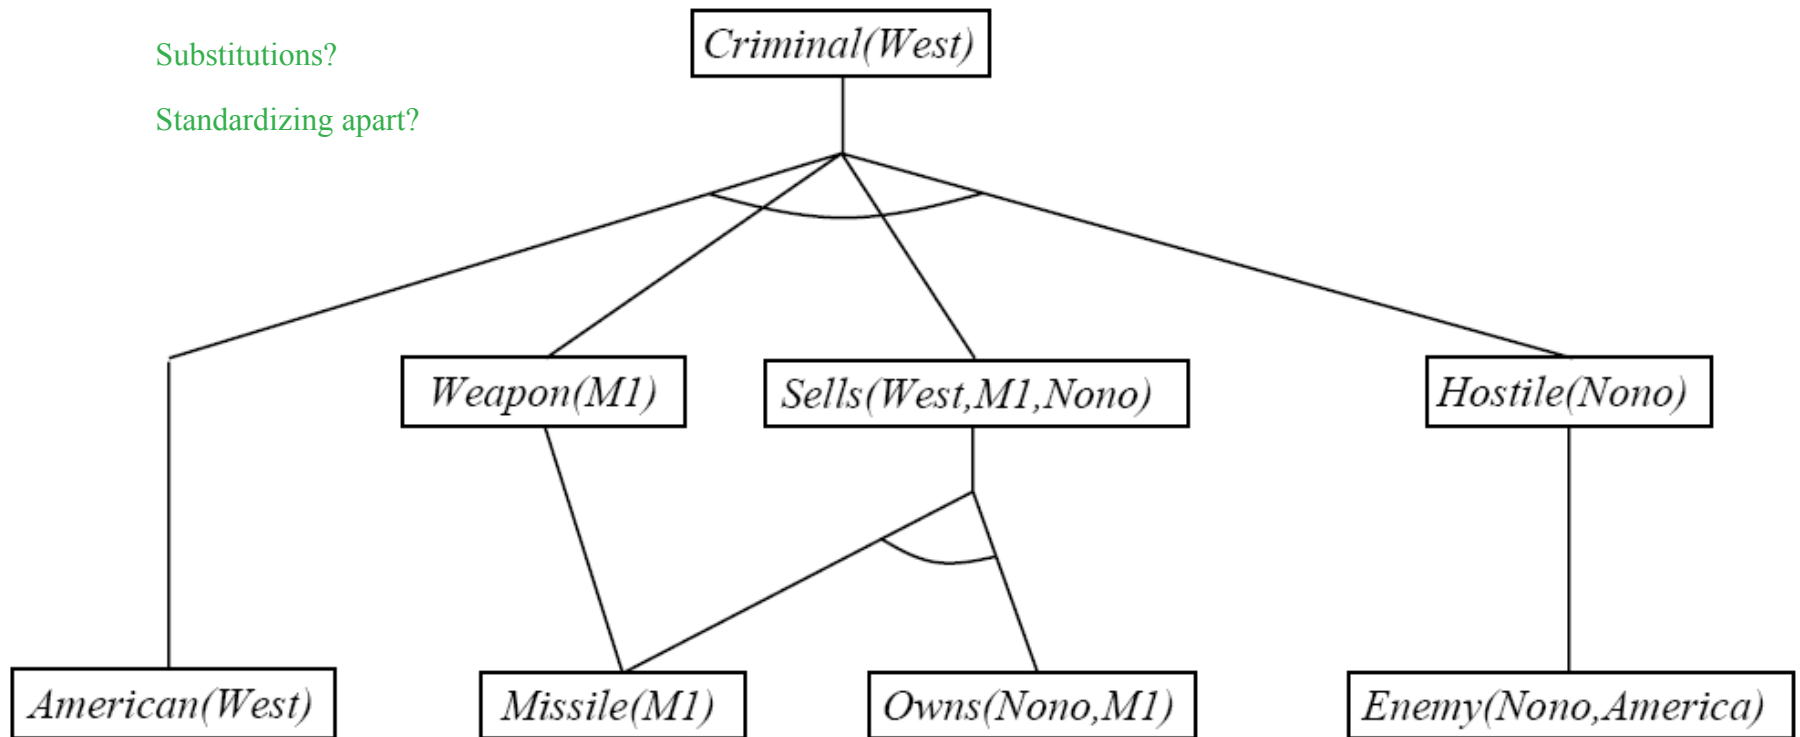 Substitutions?
Standardizing apart?
Criminal(West)
Weapon(M1)
Sells(West,M1,Nono)
Hostile(Nono)
American(West)
Missile(M1)
Owns(Nono,M1)
Enemy(Nono,America)